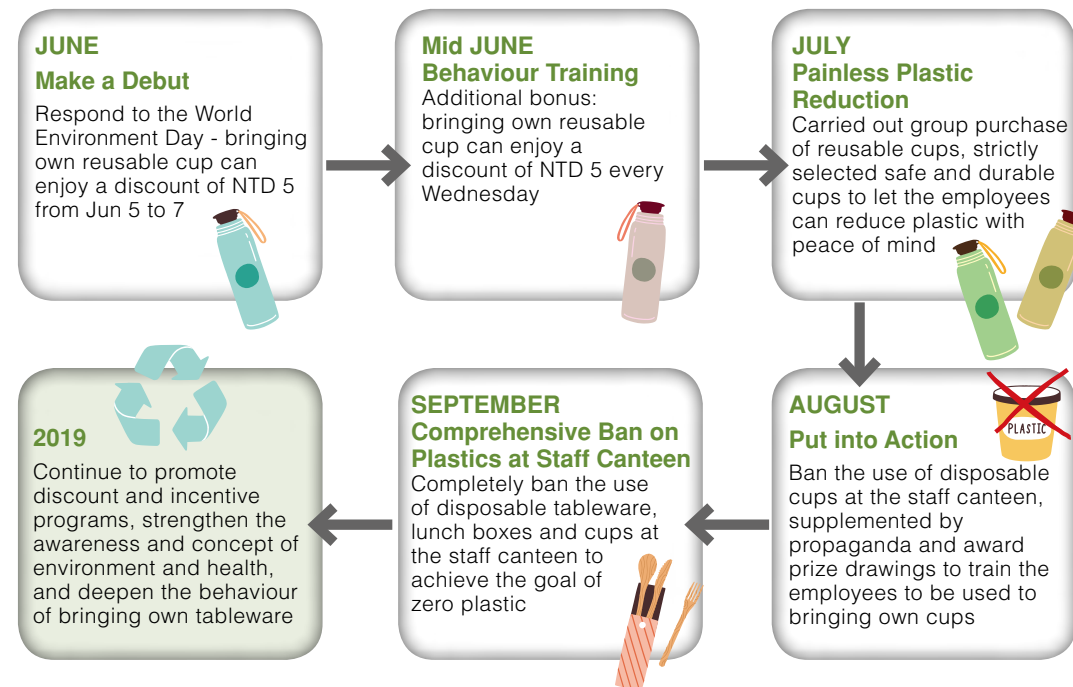 JUNE
Make a Debut
Respond to the World
Environment Day - bringing
own reusable cup can
enjoy a discount of NTD 5
from Jun 5 to 7
Mid JUNE
Behaviour Training
Additional bonus:
bringing own reusable
cup can enjoy a
discount of NTD 5 every
Wednesday
JULY
Painless Plastic
Reduction
Carried out group purchase
of reusable cups, strictly
selected safe and durable
cups to let the employees
can reduce plastic with
peace of mind
AUGUST
Put into Action
PLASTIC
Ban the use of disposable
cups at the staff canteen,
supplemented by
propaganda and award
prize drawings to train the
employees to be used to
bringing own cups
SEPTEMBER
Comprehensive Ban on
Plastics at Staff Canteen
Completely ban the use
of disposable tableware,
lunch boxes and cups at
the staff canteen to
achieve the goal of
zero plastic
2019
Continue to promote
discount and incentive
programs, strengthen the
awareness and concept of
environment and health,
and deepen the behaviour
of bringing own tableware